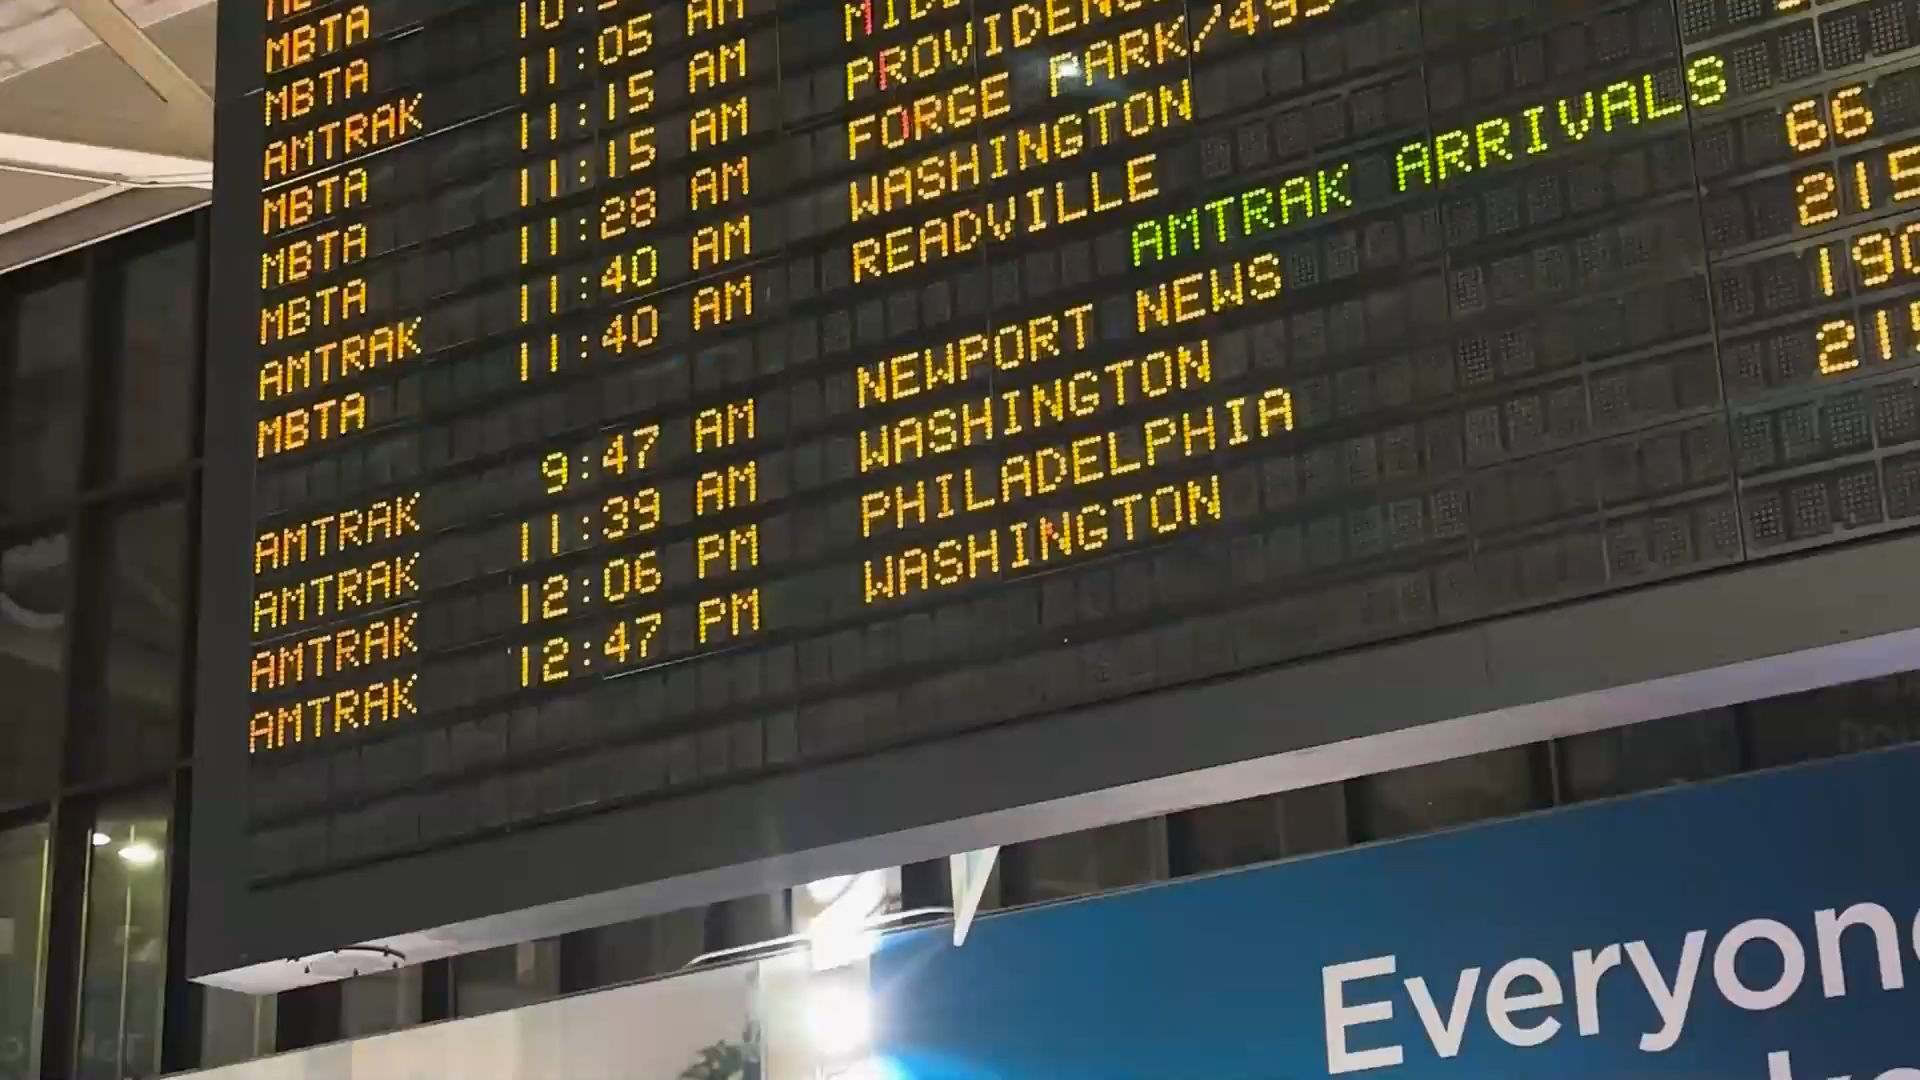 MBTA
MBTA
AMTRAK 11:05 AM
MBTA 11:15 AM
MBTA 11:15 AM PROVIDENC
MBTA 11:28 AM FORGE PARK/495
AMTRAK 11:40 AM WASHINGTON
MBTA 11:40 AM READVILLE
AMTRAK ARRIVALS
AMTRAK 9:47 AM NEWPORT NEWS 66
AMTRAK 11:39 AM WASHINGTON 215
AMTRAK 12:06 PM PHILADELPHIA 190
AMTRAK 12:47 PM WASHINGTON
Everyon